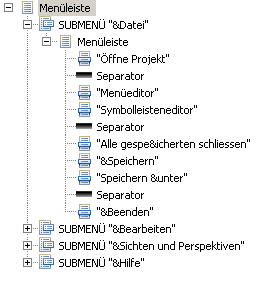 Menüleiste
SUBMENÜ "&Datei"
Menüleiste
"Öffne Projekt"
Separator
"Menüeditor"
"Symbolleisteneditor"
Separator
"Alle gespe&icherten schliessen"
"&Speichern"
"Speichern &unter"
Separator
"&Beenden"
SUBMENÜ "&Bearbeiten"
SUBMENÜ "&Sichten und Perspektiven"
SUBMENÜ "&Hilfe"